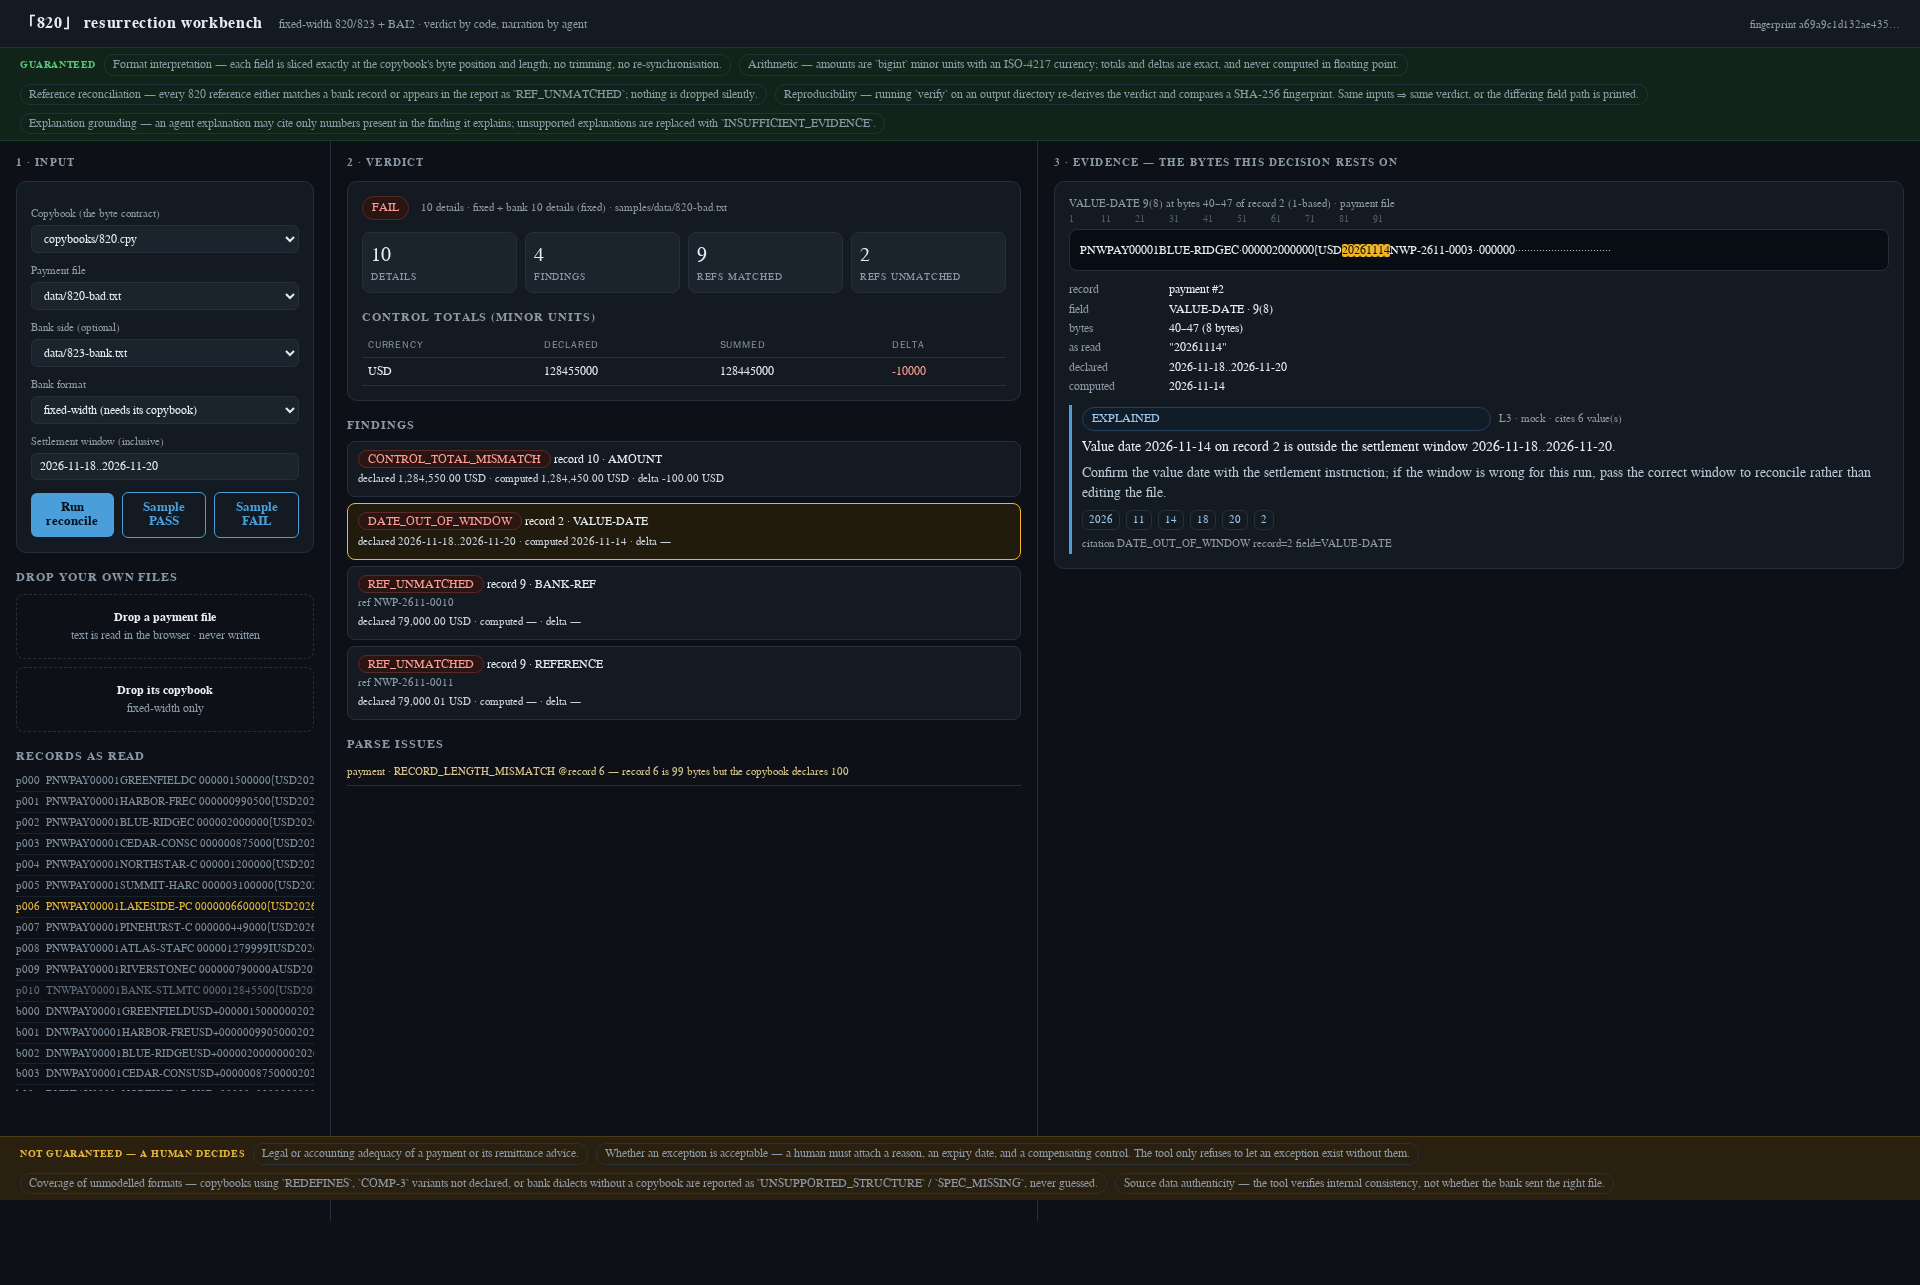 「820」 resurrection workbench fixed-width 820/823 + BAI2 · verdict by code, narration by agent fingerprint a69a9c1d132ae435…
GUARANTEED Format interpretation — each field is sliced exactly at the copybook's byte position and length; no trimming, no re-synchronisation. Arithmetic — amounts are `bigint` minor units with an ISO-4217 currency; totals and deltas are exact, and never computed in floating point.
Reference reconciliation — every 820 reference either matches a bank record or appears in the report as `REF_UNMATCHED`; nothing is dropped silently. Reproducibility — running `verify` on an output directory re-derives the verdict and compares a SHA-256 fingerprint. Same inputs ⇒ same verdict, or the differing field path is printed.
Explanation grounding — an agent explanation may cite only numbers present in the finding it explains; unsupported explanations are replaced with `INSUFFICIENT_EVIDENCE`.
1 · INPUT
Copybook (the byte contract)
copybooks/820.cpy
Payment file
data/820-bad.txt
Bank side (optional)
data/823-bank.txt
Bank format
fixed-width (needs its copybook)
Settlement window (inclusive)
2026-11-18..2026-11-20
Run reconcile
Sample PASS
Sample FAIL
DROP YOUR OWN FILES
Drop a payment file
text is read in the browser · never written
Drop its copybook
fixed-width only
RECORDS AS READ
p000 PNWPAY00001GREENFIELDC 000001500000{USD202
p001 PNWPAY00001HARBOR-FREC 000000990500{USD202
p002 PNWPAY00001BLUE-RIDGEC 000002000000{USD202
p003 PNWPAY00001CEDAR-CONSC 000000875000{USD202
p004 PNWPAY00001NORTHSTAR-C 000001200000{USD202
p005 PNWPAY00001SUMMIT-HARC 000003100000{USD202
p006 PNWPAY00001LAKESIDE-PC 000000660000{USD2026
p007 PNWPAY00001PINEHURST-C 000000449000{USD2026
p008 PNWPAY00001ATLAS-STAFC 000001279999IUSD202
p009 PNWPAY00001RIVERSTONEC 000000790000AUSD20
p010 TNWPAY00001BANK-STLMTC 000012845500{USD20
b000 DNWPAY00001GREENFIELDUSD+0000015000000202
b001 DNWPAY00001HARBOR-FREUSD+0000009905000202
b002 DNWPAY00001BLUE-RIDGEUSD+0000020000000202
b003 DNWPAY00001CEDAR-CONSUSD+0000008750000202
2 · VERDICT
FAIL 10 details · fixed + bank 10 details (fixed) · samples/data/820-bad.txt
10 DETAILS
4 FINDINGS
9 REFS MATCHED
2 REFS UNMATCHED
CONTROL TOTALS (MINOR UNITS)
CURRENCY DECLARED SUMMED DELTA
USD 128455000 128445000 -10000
FINDINGS
CONTROL_TOTAL_MISMATCH record 10 · AMOUNT
declared 1,284,550.00 USD · computed 1,284,450.00 USD · delta -100.00 USD
DATE_OUT_OF_WINDOW record 2 · VALUE-DATE
declared 2026-11-18..2026-11-20 · computed 2026-11-14 · delta —
REF_UNMATCHED record 9 · BANK-REF
ref NWP-2611-0010
declared 79,000.00 USD · computed — · delta —
REF_UNMATCHED record 9 · REFERENCE
ref NWP-2611-0011
declared 79,000.01 USD · computed — · delta —
PARSE ISSUES
payment · RECORD_LENGTH_MISMATCH @record 6 — record 6 is 99 bytes but the copybook declares 100
3 · EVIDENCE — THE BYTES THIS DECISION RESTS ON
VALUE-DATE 9(8) at bytes 40–47 of record 2 (1-based) · payment file
1 11 21 31 41 51 61 71 81 91
PNWPAY00001BLUE-RIDGEC·000002000000{USD20261114NWP-2611-0003··000000································
record payment #2
field VALUE-DATE · 9(8)
bytes 40–47 (8 bytes)
as read "20261114"
declared 2026-11-18..2026-11-20
computed 2026-11-14
EXPLAINED L3 · mock · cites 6 value(s)
Value date 2026-11-14 on record 2 is outside the settlement window 2026-11-18..2026-11-20.
Confirm the value date with the settlement instruction; if the window is wrong for this run, pass the correct window to reconcile rather than
editing the file.
2026 11 14 18 20 2
citation DATE_OUT_OF_WINDOW record=2 field=VALUE-DATE
NOT GUARANTEED — A HUMAN DECIDES Legal or accounting adequacy of a payment or its remittance advice. Whether an exception is acceptable — a human must attach a reason, an expiry date, and a compensating control. The tool only refuses to let an exception exist without them.
Coverage of unmodelled formats — copybooks using `REDEFINES`, `COMP-3` variants not declared, or bank dialects without a copybook are reported as `UNSUPPORTED_STRUCTURE` / `SPEC_MISSING`, never guessed. Source data authenticity — the tool verifies internal consistency, not whether the bank sent the right file.